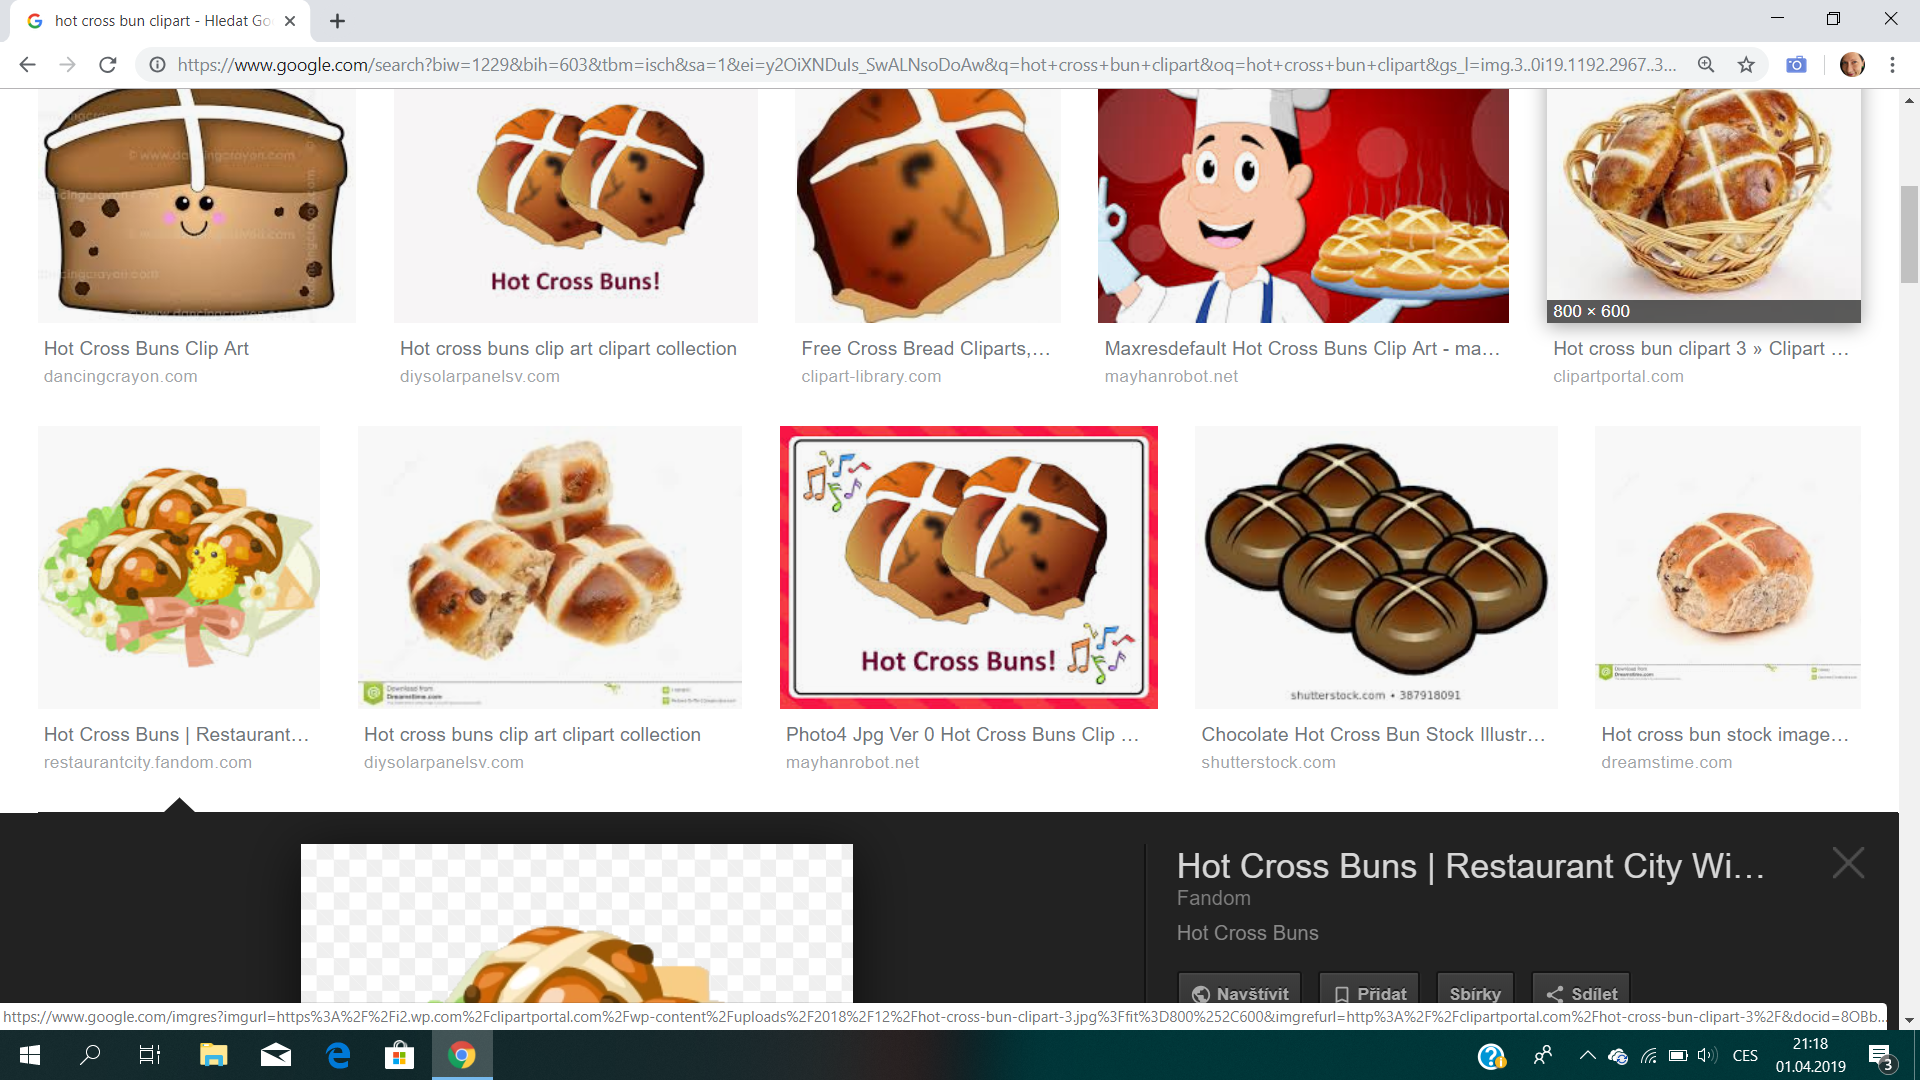 hot cross bun clipart - Hledat Go
https://www.google.com/search?biw=1229&bih=603&tbm=isch&sa=1&ei=y2OiXNDuIs_SwALNsoDoAw&q=hot+cross+bun+clipart&oq=hot+cross+bun+clipart&gs_l=img.3..0i19.1192.2967..3...
© www.dancingcrayon.com
Hot Cross Buns!
800 × 600
Hot Cross Buns Clip Art
dancingcrayon.com
Hot cross buns clip art clipart collection
diysolarpanelsv.com
Free Cross Bread Cliparts,...
clipart-library.com
Maxresdefault Hot Cross Buns Clip Art - ma...
mayhanrobot.net
Hot cross bun clipart 3 » Clipart ...
clipartportal.com
Download from
Dreamstime.com
Hot Cross Buns!
shutterstock.com • 387918091
Hot Cross Buns | Restaurant...
restaurantcity.fandom.com
Hot cross buns clip art clipart collection
diysolarpanelsv.com
Photo4 Jpg Ver 0 Hot Cross Buns Clip ...
mayhanrobot.net
Chocolate Hot Cross Bun Stock Illustr...
shutterstock.com
Hot cross bun stock image...
dreamstime.com
Hot Cross Buns | Restaurant City Wi...
Fandom
Hot Cross Buns
Navštívit
Přidat
Sbírky
Sdílet
https://www.google.com/imgres?imgurl=https%3A%2F%2Fi2.wp.com%2Fclipartportal.com%2Fwp-content%2Fuploads%2F2018%2F12%2Fhot-cross-bun-clipart-3.jpg%3Ffit%3D800%252C600&imgrefurl=http%3A%2F%2Fclipartportal.com%2Fhot-cross-bun-clipart-3%2F&docid=8OBb...
CES
21:18
01.04.2019
3